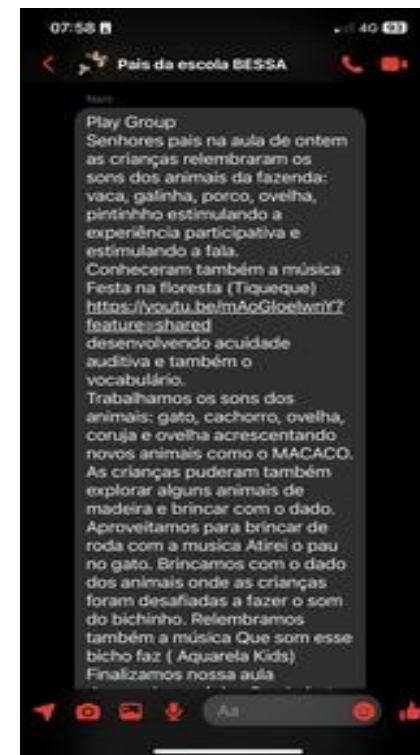 07:58
4G 93
Pais da escola BESSA
Play Group
Senhores pais na aula de ontem
as crianças relembraram os
sons dos animais da fazenda:
vaca, galinha, porco, ovelha,
pintinhho estimulando a
experiência participativa e
estimulando a fala.
Conheceram também a música
Festa na floresta (Tiqueque)
https://youtu.be/mAoGloelwnY?
feature=shared
desenvolvendo acuidade
auditiva e também o
vocabulário.
Trabalhamos os sons dos
animais: gato, cachorro, ovelha,
coruja e ovelha acrescentando
novos animais como o MACACO.
As crianças puderam também
explorar alguns animais de
madeira e brincar com o dado.
Aproveitamos para brincar de
roda com a musica Atirei o pau
no gato. Brincamos com o dado
dos animais onde as crianças
foram desafiadas a fazer o som
do bichinho. Relembramos
também a música Que som esse
bicho faz ( Aquarela Kids)
Finalizamos nossa aula
Aa